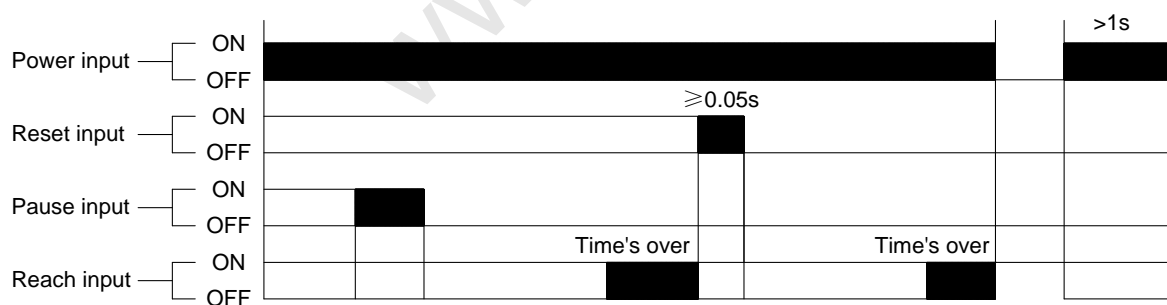 >1s
Power input
ON
OFF
≥0.05s
Reset input
ON
OFF
Pause input
ON
OFF
Time's over
Time's over
Reach input
ON
OFF